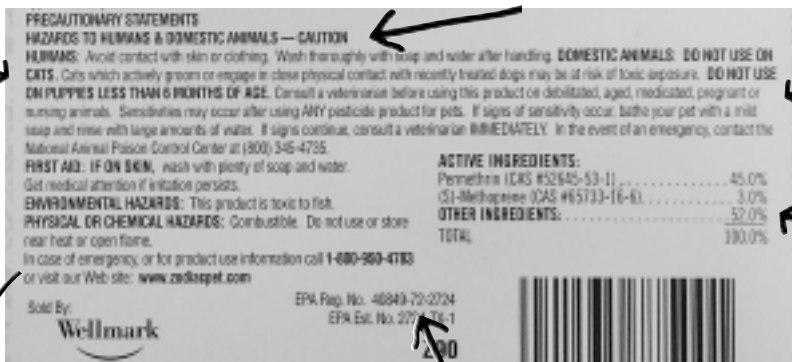 PRECAUTIONARY STATEMENTS
HAZARDS TO HUMANS & DOMESTIC ANIMALS — CAUTION
HUMANS: Avoid contact with skin or clothing. Wash thoroughly with soap and water after handling. DOMESTIC ANIMALS: DO NOT USE ON
CATS. Cats which actively groom or engage in close physical contact with recently treated dogs may be at risk of toxic exposure. DO NOT USE
ON PUPPIES LESS THAN 6 MONTHS OF AGE. Consult a veterinarian before using this product on debilitated, aged, medicated, pregnant or
nursing animals. Sensitivities may occur after using ANY pesticide product for pets. If signs of sensitivity occur, bathe your pet with a mild
soap and rinse with large amounts of water. If signs continue, consult a veterinarian IMMEDIATELY. In the event of an emergency, contact the
National Animal Poison Control Center at (800) 345-4735.
FIRST AID: IF ON SKIN, wash with plenty of soap and water.
Get medical attention if irritation persists.
ENVIRONMENTAL HAZARDS: This product is toxic to fish.
PHYSICAL OR CHEMICAL HAZARDS: Combustible. Do not use or store
near heat or open flame.
In case of emergency, or for product use information call 1-800-950-4783
or visit our Web site: www.zodiacpet.com
ACTIVE INGREDIENTS:
Permethrin (CAS #52645-53-1) 45.0%
(S)-Methoprene (CAS #65733-16-6) 3.0%
OTHER INGREDIENTS: 52.0%
TOTAL 100.0%
Sold By:
Wellmark
EPA Reg. No. 40849-72-2724
EPA Est. No. TX-1